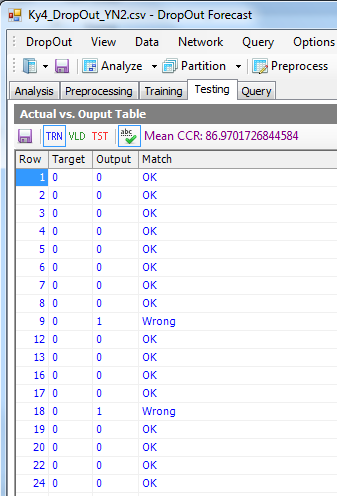 Ky4_DropOut_YN2.csv - DropOut Forecast
DropOut View Data Network Query Options
Analyze Partition Preprocess
Analysis Preprocessing Training Testing Query
Actual vs. Ouput Table
TRN VLD TST abc Mean CCR: 86.9701726844584
Row Target Output Match
1 0 0 OK
2 0 0 OK
3 0 0 OK
4 0 0 OK
5 0 0 OK
6 0 0 OK
7 0 0 OK
8 0 0 OK
9 0 1 Wrong
12 0 0 OK
13 0 0 OK
16 0 0 OK
17 0 0 OK
18 0 1 Wrong
19 0 0 OK
20 0 0 OK
22 0 0 OK
24 0 0 OK